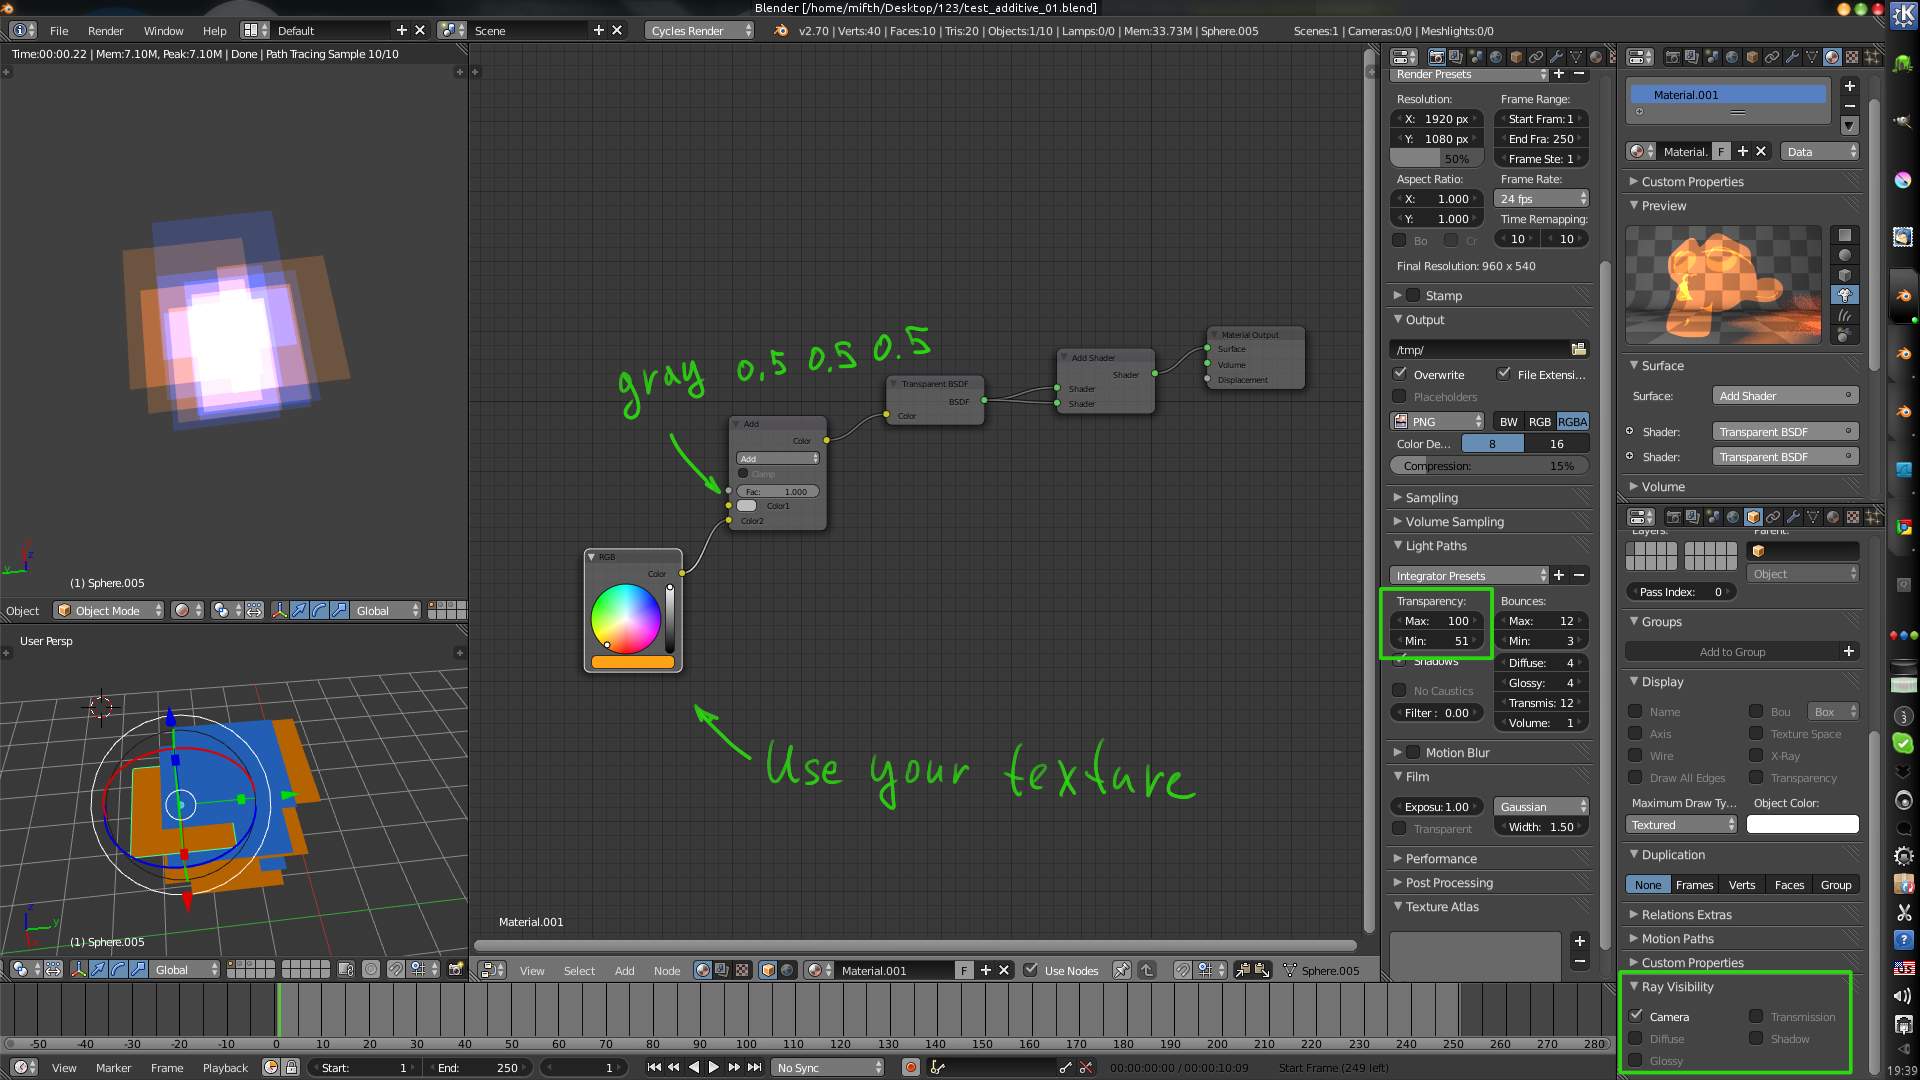 Blender [/home/mifth/Desktop/123/test_additive_01.blend]
File Render Window Help Default Scene Cycles Render v2.70 | Verts:40 | Faces:10 | Tris:20 | Objects:1/10 | Lamps:0/0 | Mem:33.73M | Sphere.005 Scenes:1 | Cameras:0/0 | Meshlights:0/0
Time:00:00.22 | Mem:7.10M, Peak:7.10M | Done | Path Tracing Sample 10/10
(1) Sphere.005
Object Object Mode Global
User Persp
(1) Sphere.005
Global
gray 0.5 0.5 0.5
Add
Color
Add
Clamp
Fac: 1.000
Color1
Color2
RGB
Color
Transparent BSDF
BSDF
Color
Add Shader
Shader
Shader
Shader
Material Output
Surface
Volume
Displacement
Use your texture
Material.001
View Select Add Node Material.001 F Use Nodes Sphere.005
Render Presets
Resolution: Frame Range:
X: 1920 px Start Fram: 1
Y: 1080 px End Fra: 250
50% Frame Ste: 1
Aspect Ratio: Frame Rate:
X: 1.000 24 fps
Y: 1.000 Time Remapping:
Bo Cr 10 10
Final Resolution: 960 x 540
Stamp
Output
/tmp/
Overwrite File Extensi...
Placeholders
PNG BW RGB RGBA
Color De... 8 16
Compression: 15%
Sampling
Volume Sampling
Light Paths
Integrator Presets
Transparency: Bounces:
Max: 100 Max: 12
Min: 51 Min: 3
Shadows Diffuse: 4
No Caustics Glossy: 4
Filter: 0.00 Transmis: 12
Volume: 1
Motion Blur
Film
Exposu: 1.00 Gaussian
Transparent Width: 1.50
Performance
Post Processing
Texture Atlas
Material.001
Material. F Data
Custom Properties
Preview
Surface
Surface: Add Shader
Shader: Transparent BSDF
Shader: Transparent BSDF
Volume
Layers: Parent:
Object
Pass Index: 0
Groups
Add to Group
Display
Name Bou Box
Axis Texture Space
Wire X-Ray
Draw All Edges Transparency
Maximum Draw Ty... Object Color:
Textured
Duplication
None Frames Verts Faces Group
Relations Extras
Motion Paths
Custom Properties
Ray Visibility
Camera Transmission
Diffuse Shadow
Glossy
-50 -40 -30 -20 -10 0 10 20 30 40 50 60 70 80 90 100 110 120 130 140 150 160 170 180 190 200 210 220 230 240 250 260 270 280
View Marker Frame Playback Start: 1 End: 250 1 No Sync 00:00:00:00 / 00:00:10:09 Start Frame (249 left)
19:39